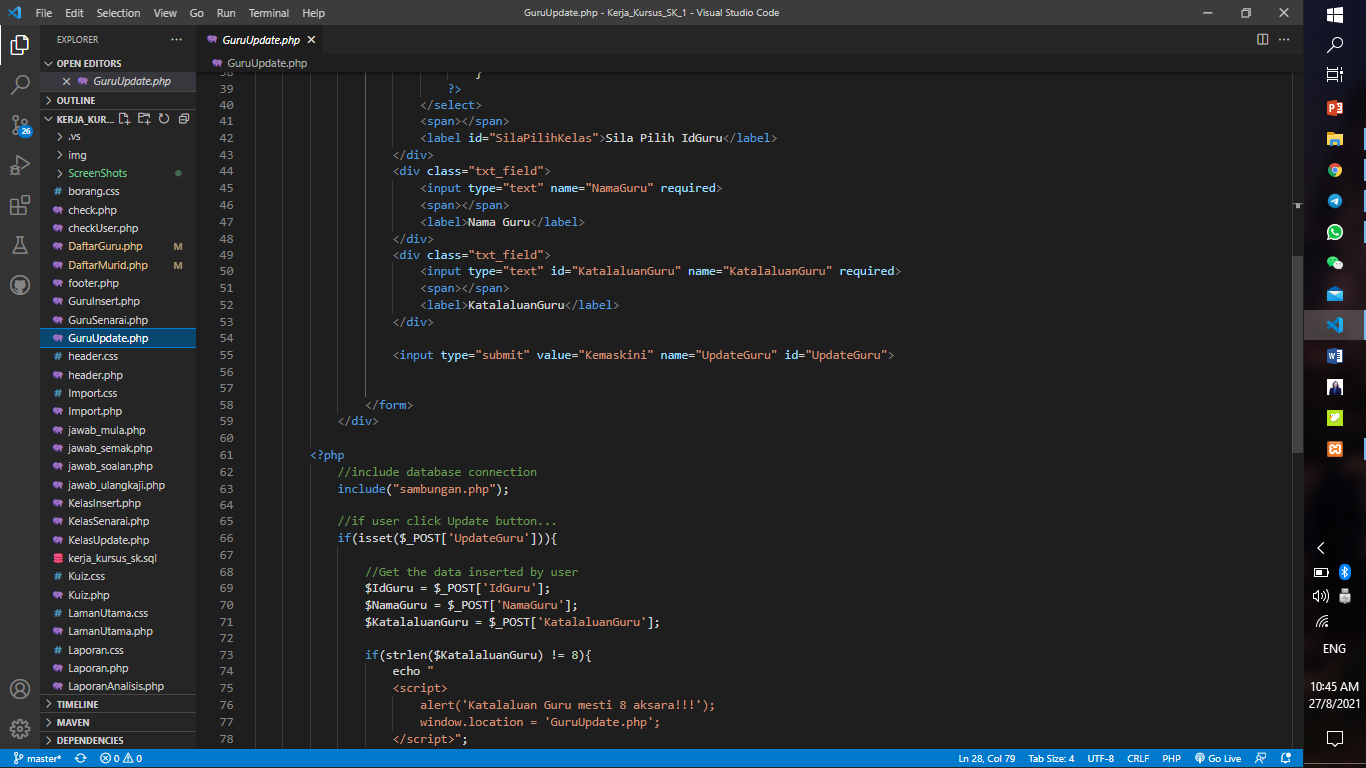 File Edit Selection View Go Run Terminal Help
GuruUpdate.php - Kerja_Kursus_SK_1 - Visual Studio Code
EXPLORER
OPEN EDITORS
GuruUpdate.php
OUTLINE
KERJA_KUR...
.vs
img
ScreenShots
borang.css
check.php
checkUser.php
DaftarGuru.php M
DaftarMurid.php M
footer.php
GuruInsert.php
GuruSenarai.php
GuruUpdate.php
header.css
header.php
Import.css
Import.php
jawab_mula.php
jawab_semak.php
jawab_soalan.php
jawab_ulangkaji.php
KelasInsert.php
KelasSenarai.php
KelasUpdate.php
kerja_kursus_sk.sql
Kuiz.css
Kuiz.php
LamanUtama.css
LamanUtama.php
Laporan.css
Laporan.php
LaporanAnalisis.php
TIMELINE
MAVEN
DEPENDENCIES
26
GuruUpdate.php
GuruUpdate.php
38 }
39 ?>
40 </select>
41 <span></span>
42 <label id="SilaPilihKelas">Sila Pilih IdGuru</label>
43 </div>
44 <div class="txt_field">
45 <input type="text" name="NamaGuru" required>
46 <span></span>
47 <label>Nama Guru</label>
48 </div>
49 <div class="txt_field">
50 <input type="text" id="KatalaluanGuru" name="KatalaluanGuru" required>
51 <span></span>
52 <label>KatalaluanGuru</label>
53 </div>
54
55 <input type="submit" value="Kemaskini" name="UpdateGuru" id="UpdateGuru">
56
57
58 </form>
59 </div>
60
61 <?php
62 //include database connection
63 include("sambungan.php");
64
65 //if user click Update button...
66 if(isset($_POST['UpdateGuru'])){
67
68 //Get the data inserted by user
69 $IdGuru = $_POST['IdGuru'];
70 $NamaGuru = $_POST['NamaGuru'];
71 $KatalaluanGuru = $_POST['KatalaluanGuru'];
72
73 if(strlen($KatalaluanGuru) != 8){
74 echo "
75 <script>
76 alert('Katalaluan Guru mesti 8 aksara!!!');
77 window.location = 'GuruUpdate.php';
78 </script>";
master* 0 0 Ln 28, Col 79 Tab Size: 4 UTF-8 CRLF PHP Go Live
ENG
10:45 AM
27/8/2021